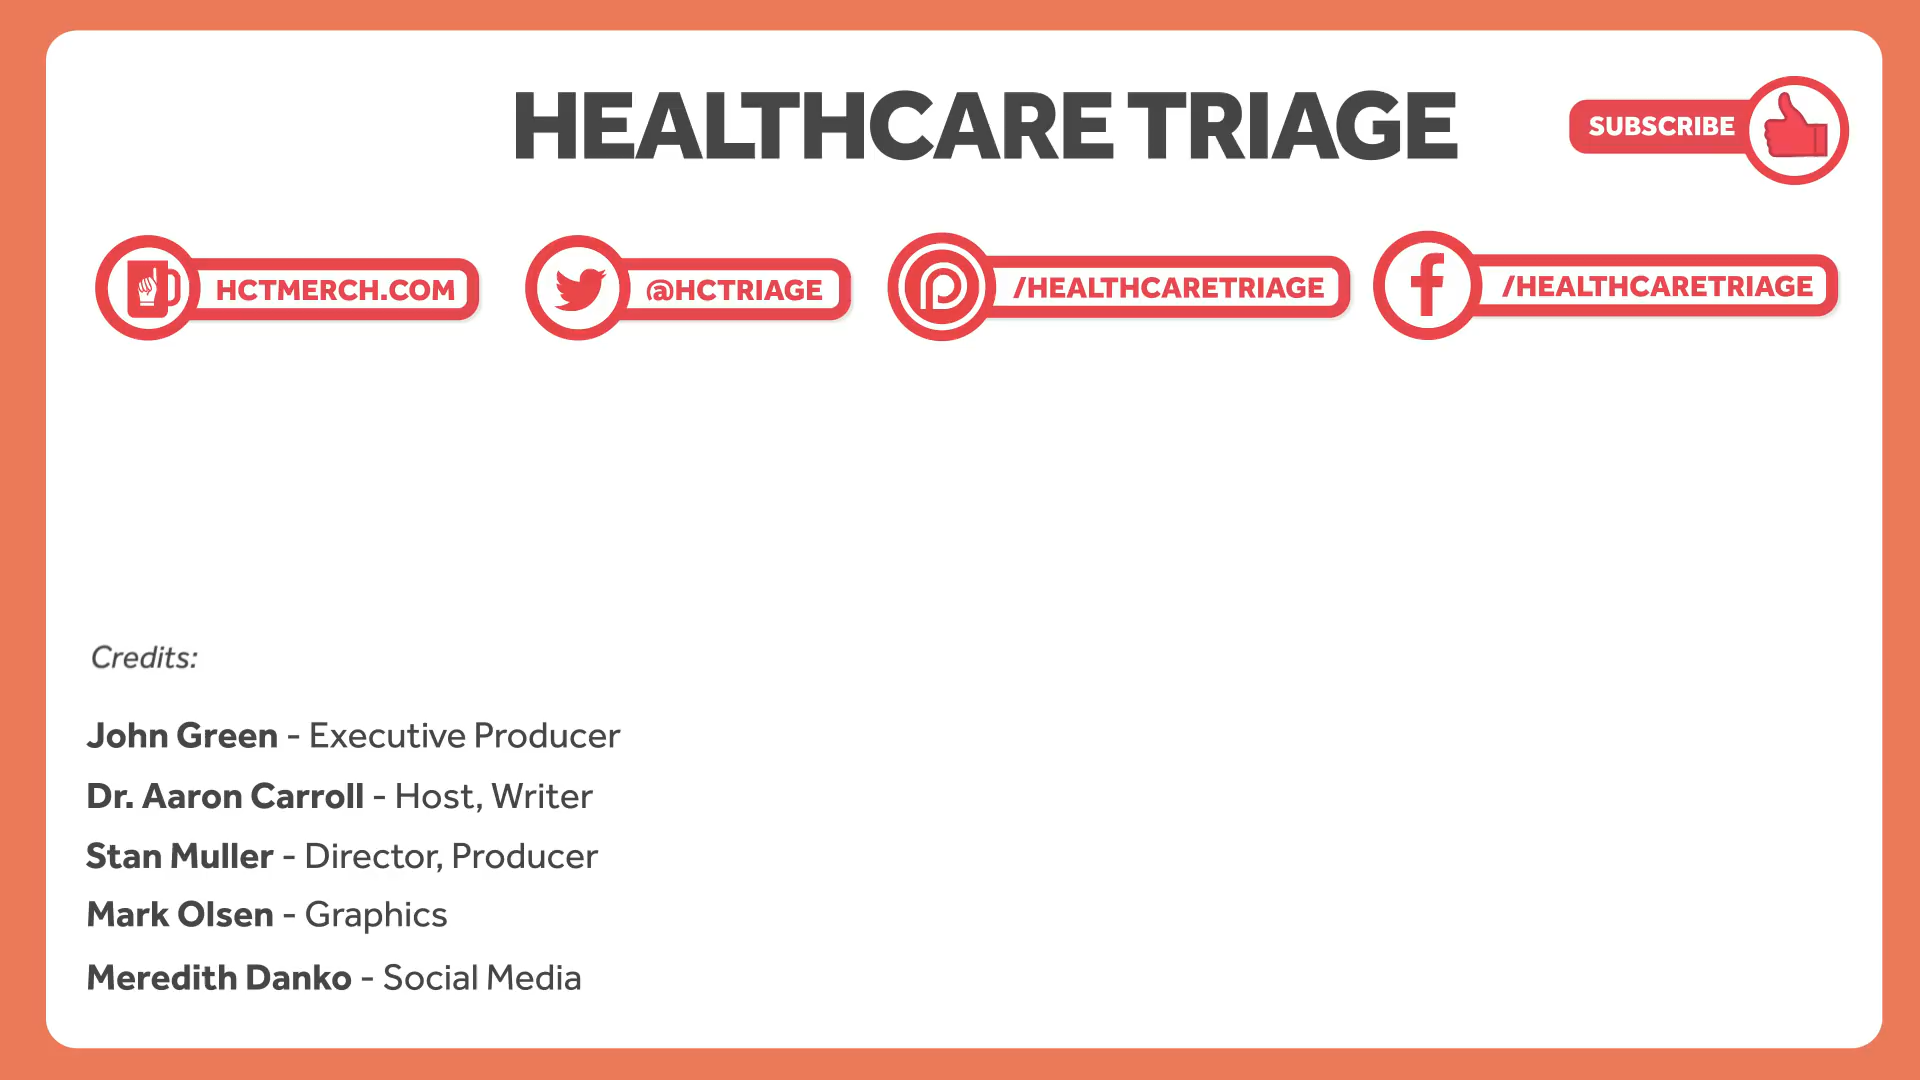 HEALTHCARE TRIAGE
SUBSCRIBE
HCTMERCH.COM
@HCTRIAGE
/HEALTHCARETRIAGE
/HEALTHCARETRIAGE
Credits:
John Green - Executive Producer
Dr. Aaron Carroll - Host, Writer
Stan Muller - Director, Producer
Mark Olsen - Graphics
Meredith Danko - Social Media